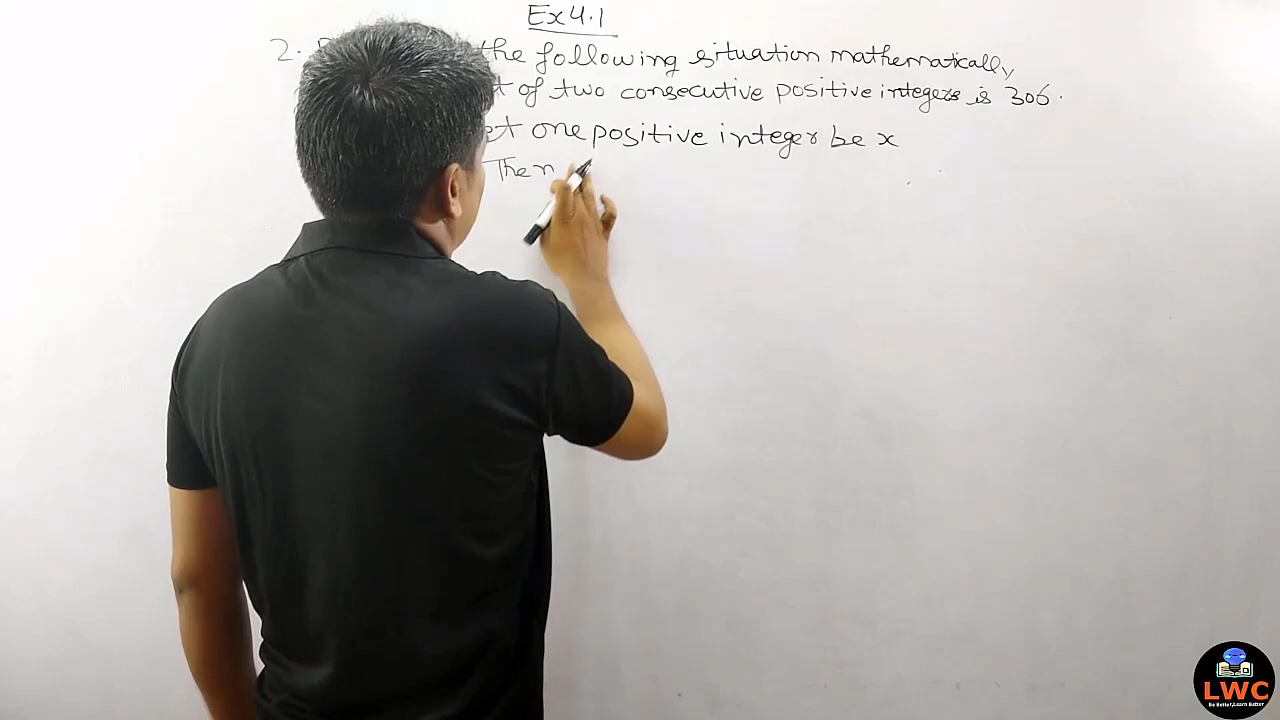 Ex 4.1
2. the following situation mathematically,
of two consecutive positive integers is 306.
one positive integer be x
Then
LWC
Be Better, Learn Better